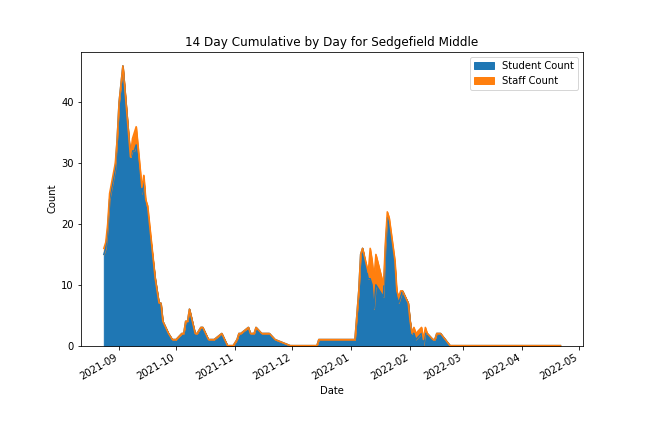 14 Day Cumulative by Day for Sedgefield Middle
Student Count
Staff Count
Count
40
30
20
10
0
2021-09
2021-10
2021-11
2021-12
2022-01
2022-02
2022-03
2022-04
2022-05
Date